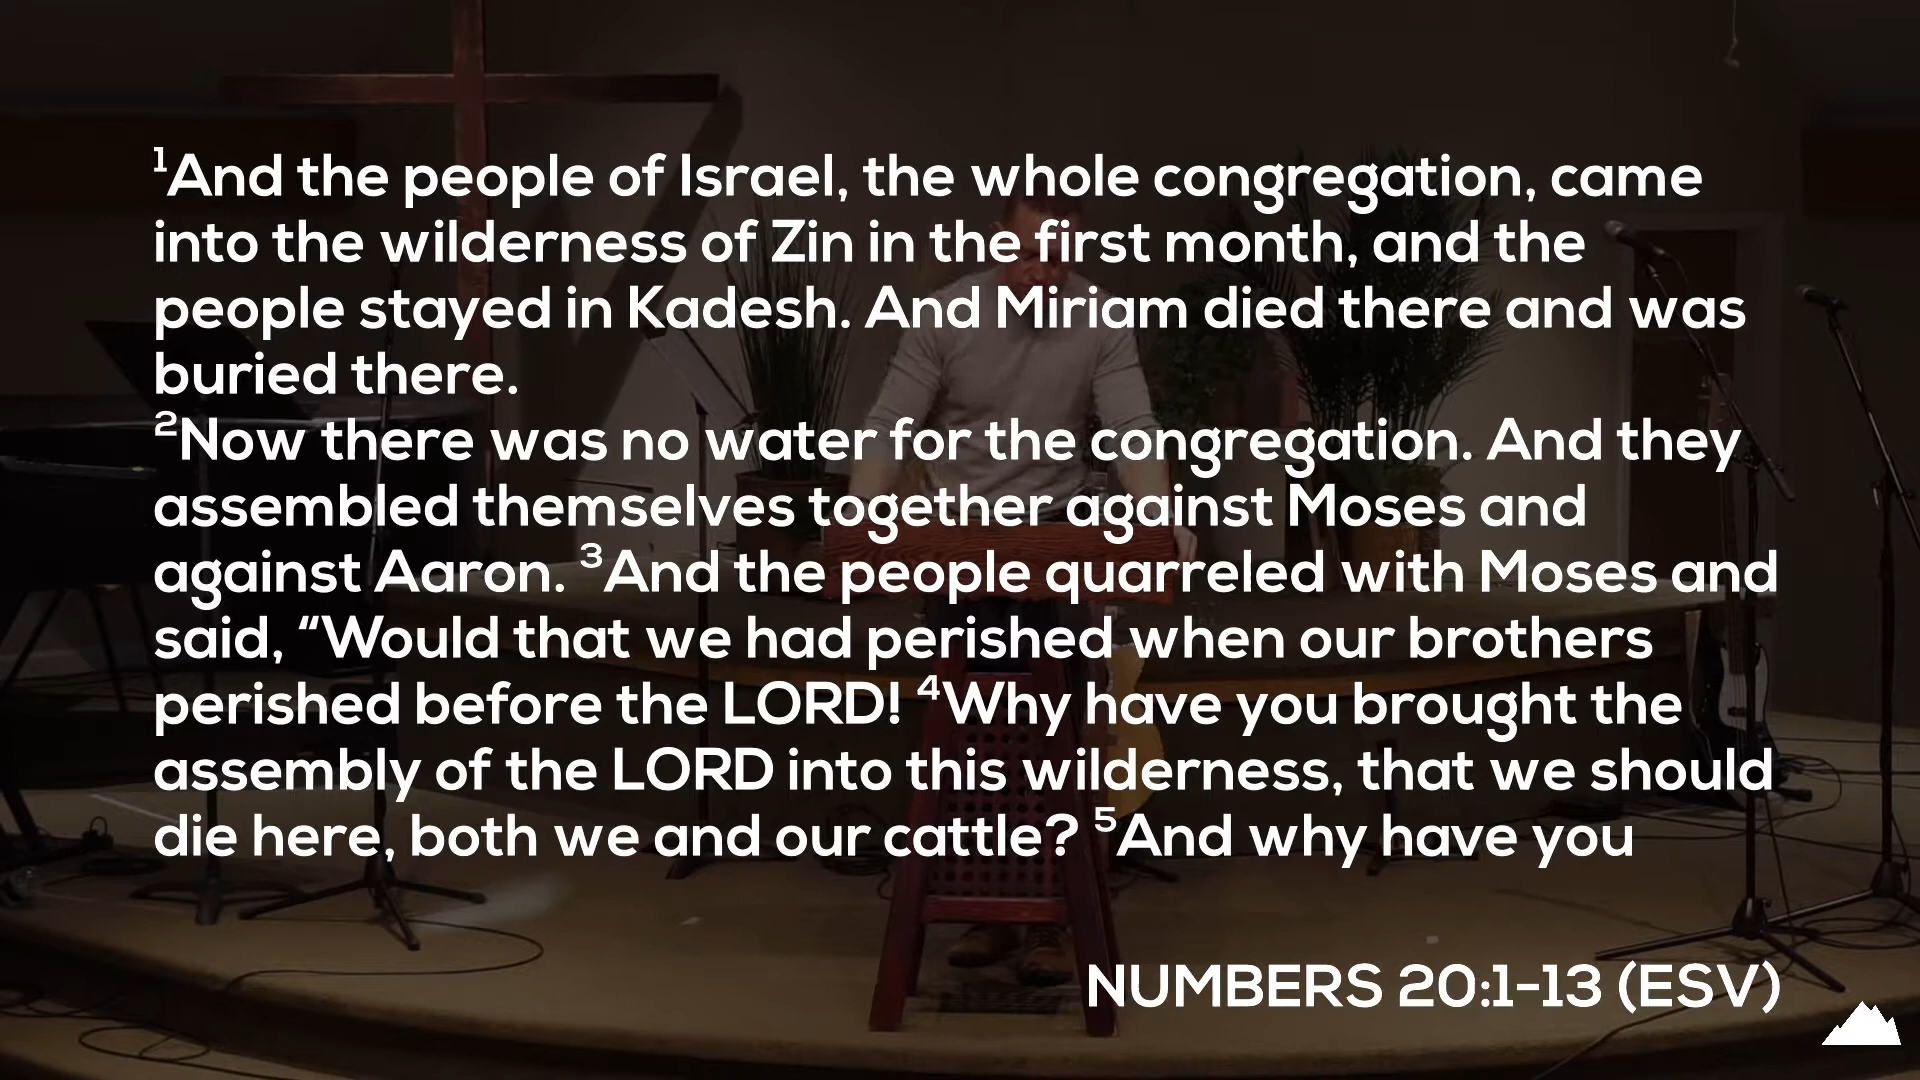 ¹And the people of Israel, the whole congregation, came
into the wilderness of Zin in the first month, and the
people stayed in Kadesh. And Miriam died there and was
buried there.
²Now there was no water for the congregation. And they
assembled themselves together against Moses and
against Aaron. ³And the people quarreled with Moses and
said, “Would that we had perished when our brothers
perished before the LORD! ⁴Why have you brought the
assembly of the LORD into this wilderness, that we should
die here, both we and our cattle? ⁵And why have you
NUMBERS 20:1-13 (ESV)